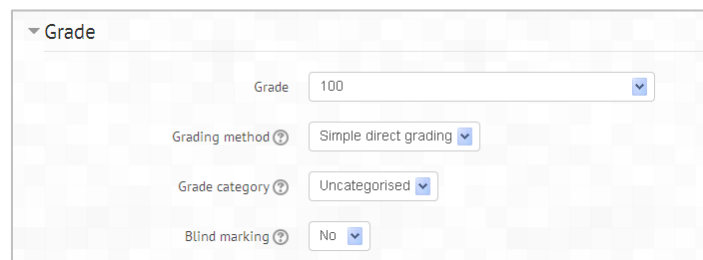 Grade
Grade 100
Grading method Simple direct grading
Grade category Uncategorised
Blind marking No